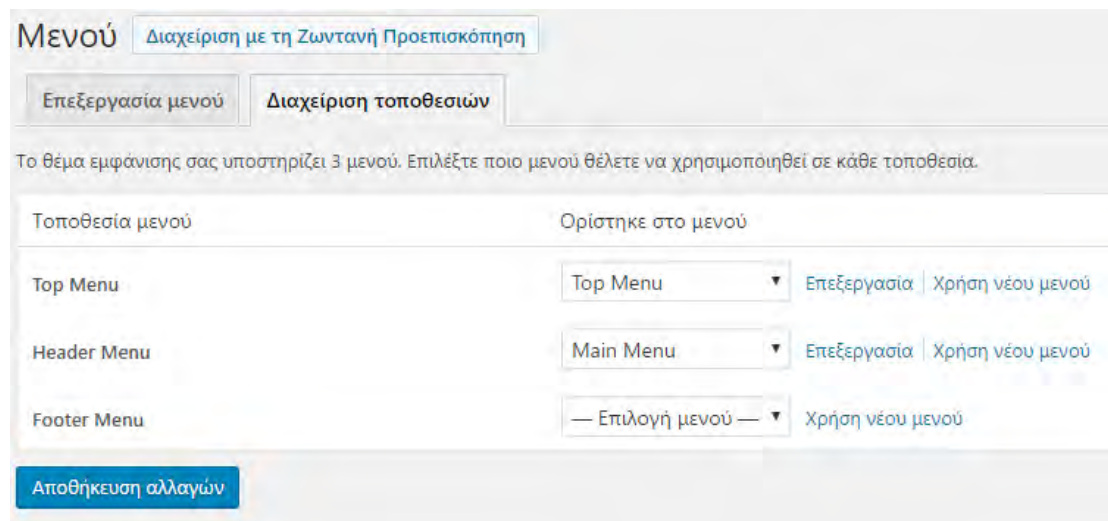 Μενού Διαχείριση με τη Ζωντανή Προεπισκόπηση
Επεξεργασία μενού Διαχείριση τοποθεσιών
Το θέμα εμφάνισης σας υποστηρίζει 3 μενού. Επιλέξτε ποιο μενού θέλετε να χρησιμοποιηθεί σε κάθε τοποθεσία.
Τοποθεσία μενού Ορίστηκε στο μενού
Top Menu Top Menu Επεξεργασία Χρήση νέου μενού
Header Menu Main Menu Επεξεργασία Χρήση νέου μενού
Footer Menu — Επιλογή μενού — Χρήση νέου μενού
Αποθήκευση αλλαγών